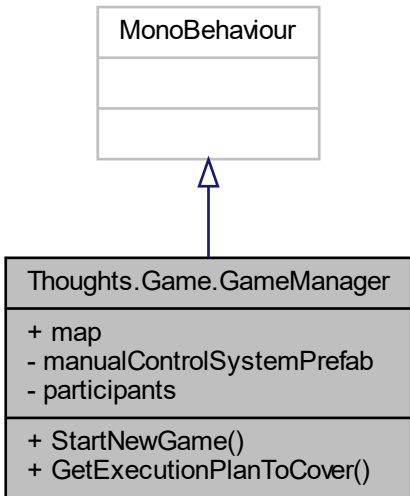 MonoBehaviour
Thoughts.Game.GameManager
+ map
- manualControlSystemPrefab
- participants
+ StartNewGame()
+ GetExecutionPlanToCover()